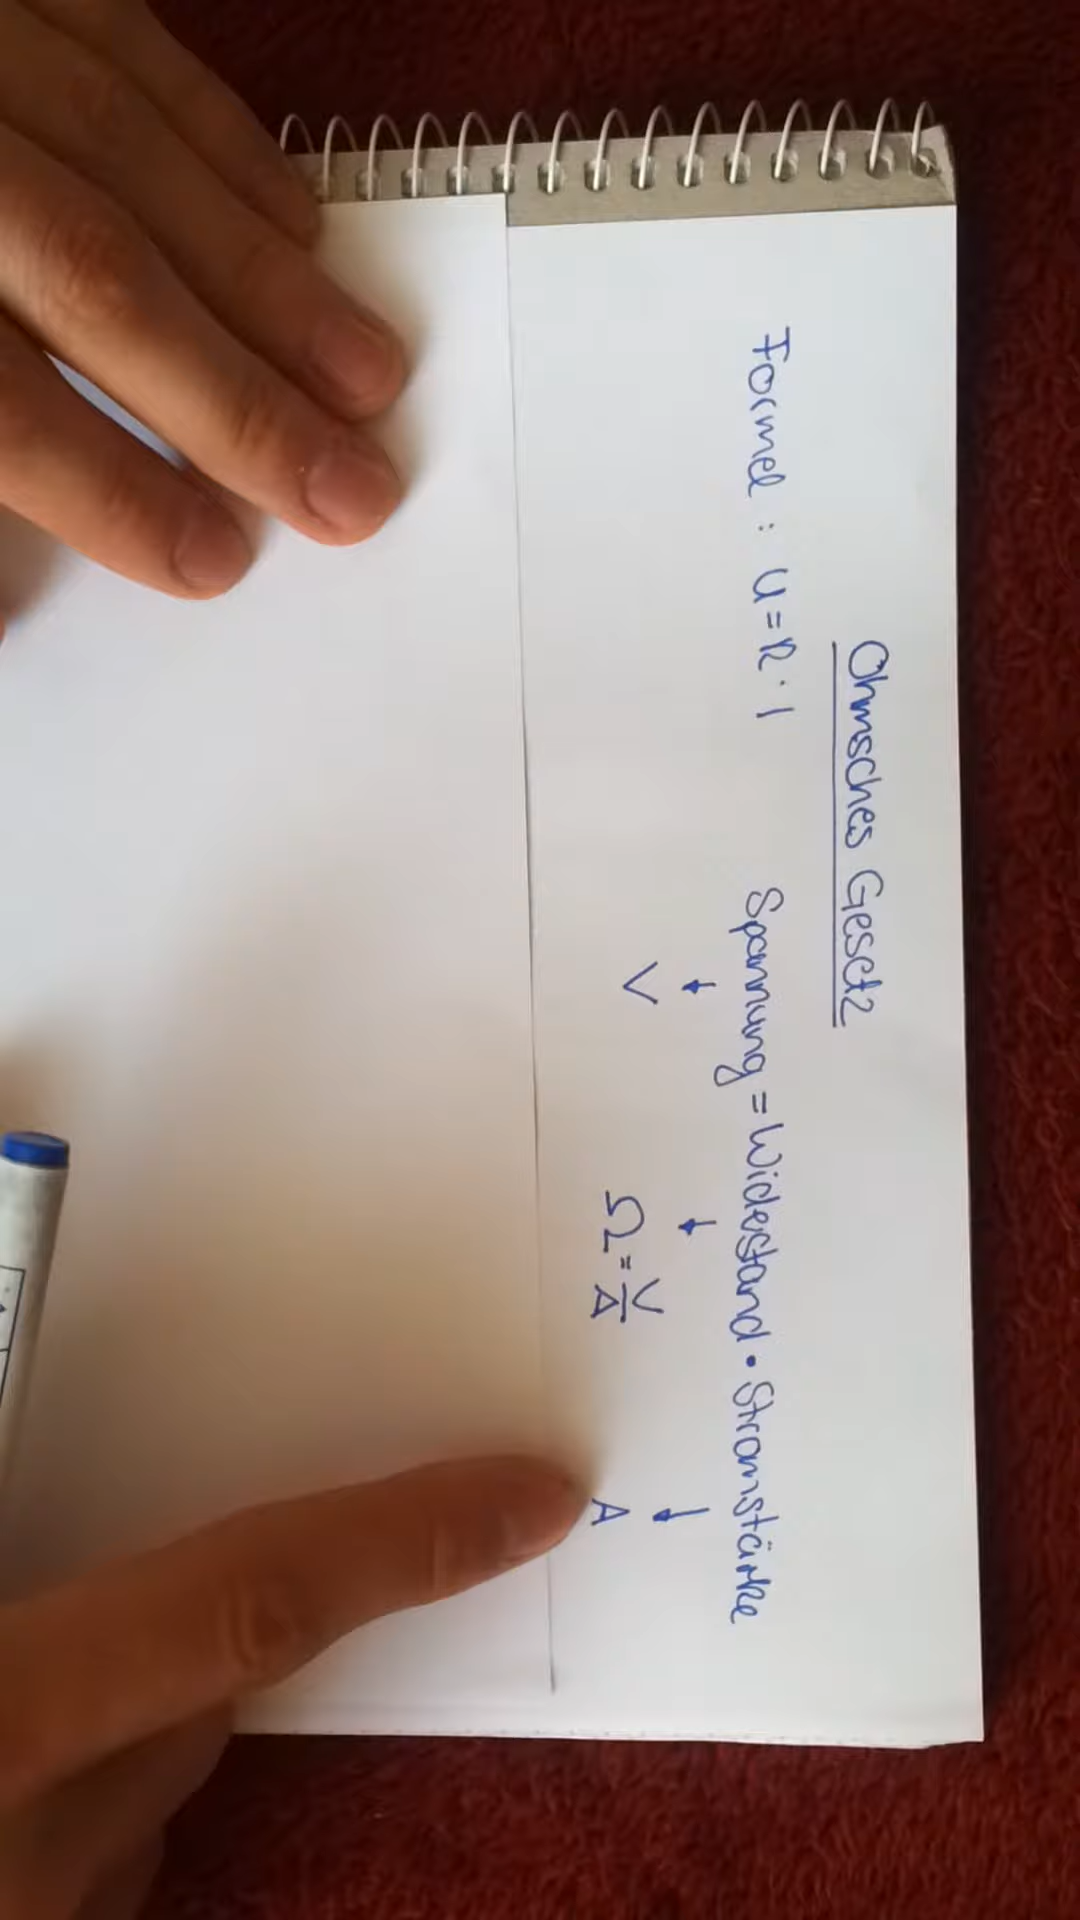 Ohmsches Gesetz
Formel : U = R · I Spannung = Widerstand · Stromstärke
V Ω = V/A A